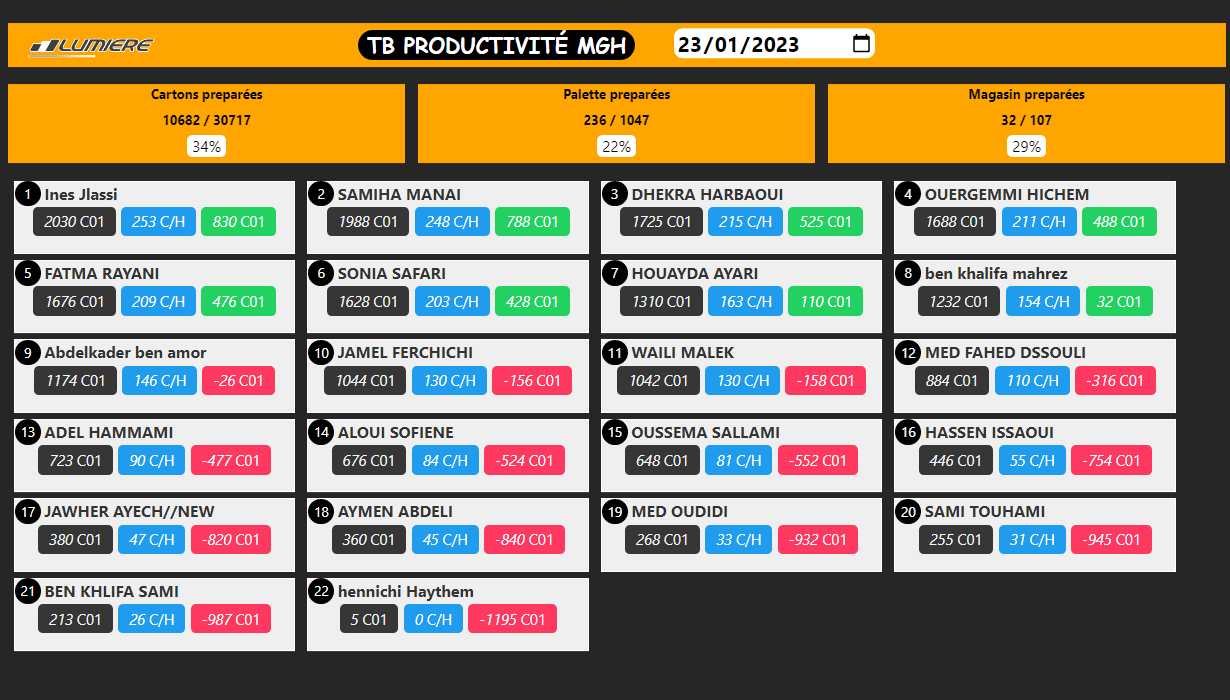 LUMIERE
TB PRODUCTIVITÉ MGH
23/01/2023
Cartons preparées
10682 / 30717
34%
Palette preparées
236 / 1047
22%
Magasin preparées
32 / 107
29%
1 Ines Jlassi
2030 C01 253 C/H 830 C01
2 SAMIHA MANAI
1988 C01 248 C/H 788 C01
3 DHEKRA HARBAOUI
1725 C01 215 C/H 525 C01
4 OUERGEMMI HICHEM
1688 C01 211 C/H 488 C01
5 FATMA RAYANI
1676 C01 209 C/H 476 C01
6 SONIA SAFARI
1628 C01 203 C/H 428 C01
7 HOUAYDA AYARI
1310 C01 163 C/H 110 C01
8 ben khalifa mahrez
1232 C01 154 C/H 32 C01
9 Abdelkader ben amor
1174 C01 146 C/H -26 C01
10 JAMEL FERCHICHI
1044 C01 130 C/H -156 C01
11 WAILI MALEK
1042 C01 130 C/H -158 C01
12 MED FAHED DSSOULI
884 C01 110 C/H -316 C01
13 ADEL HAMMAMI
723 C01 90 C/H -477 C01
14 ALOUI SOFIENE
676 C01 84 C/H -524 C01
15 OUSSEMA SALLAMI
648 C01 81 C/H -552 C01
16 HASSEN ISSAOUI
446 C01 55 C/H -754 C01
17 JAWHER AYECH//NEW
380 C01 47 C/H -820 C01
18 AYMEN ABDELI
360 C01 45 C/H -840 C01
19 MED OUDIDI
268 C01 33 C/H -932 C01
20 SAMI TOUHAMI
255 C01 31 C/H -945 C01
21 BEN KHLIFA SAMI
213 C01 26 C/H -987 C01
22 hennichi Haythem
5 C01 0 C/H -1195 C01